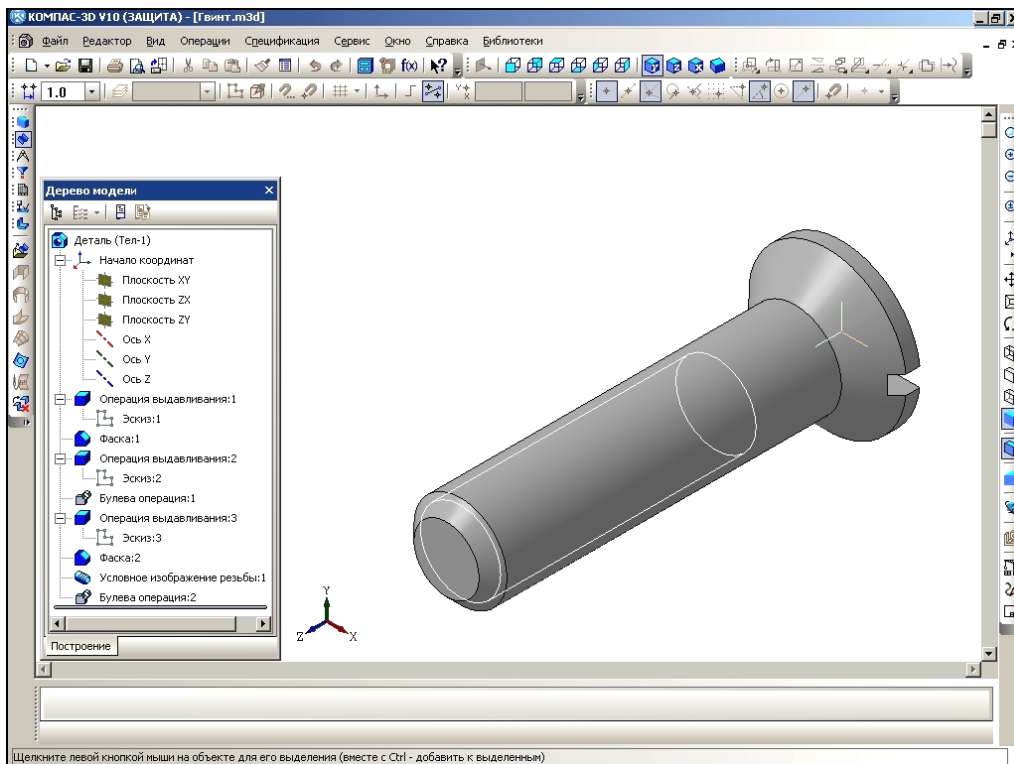 КОМПАС-3D V10 (ЗАЩИТА) - [Гвинт.m3d]
Файл Редактор Вид Операции Спецификация Сервис Окно Справка Библиотеки
f(x)
1.0
Дерево модели
Деталь (Тел-1)
Начало координат
Плоскость XY
Плоскость ZX
Плоскость ZY
Ось X
Ось Y
Ось Z
Операция выдавливания:1
Эскиз:1
Фаска:1
Операция выдавливания:2
Эскиз:2
Булева операция:1
Операция выдавливания:3
Эскиз:3
Фаска:2
Условное изображение резьбы:1
Булева операция:2
Построение
Y
Z
X
Щелкните левой кнопкой мыши на объекте для его выделения (вместе с Ctrl - добавить к выделенным)